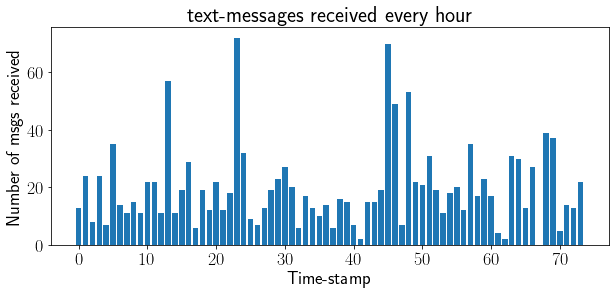 text-messages received every hour
Number of msgs received
60
40
20
0
0 10 20 30 40 50 60 70
Time-stamp